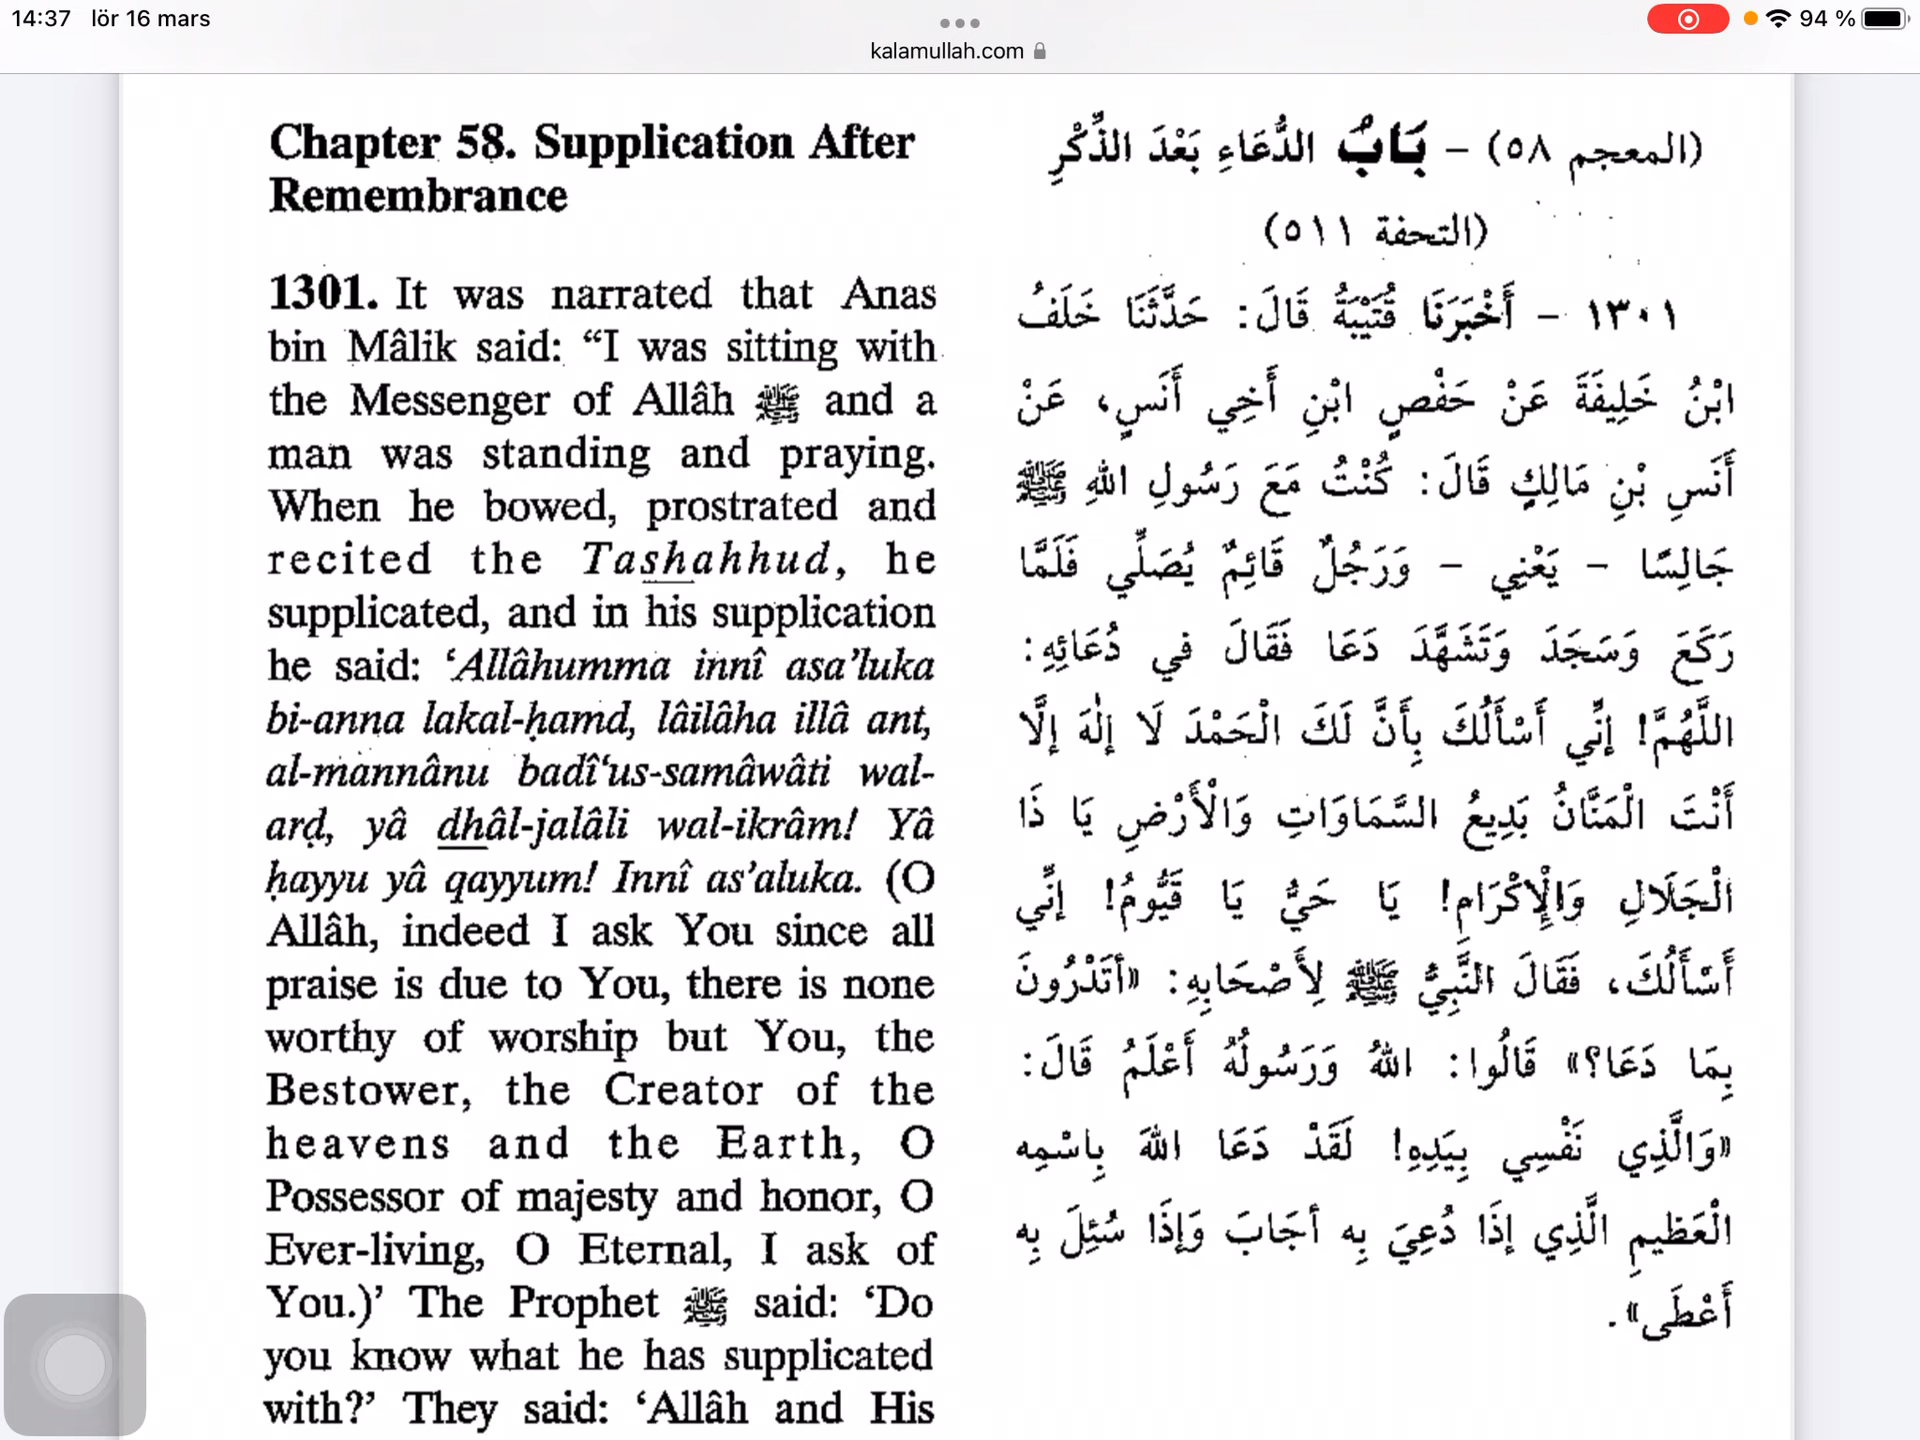 14:37 lör 16 mars
94 %
kalamullah.com
Chapter 58. Supplication After
Remembrance
1301. It was narrated that Anas
bin Mâlik said: “I was sitting with
the Messenger of Allâh ﷺ and a
man was standing and praying.
When he bowed, prostrated and
recited the Tashahhud, he
supplicated, and in his supplication
he said: ‘Allâhumma innî asa’luka
bi-anna lakal-ḥamd, lâilâha illâ ant,
al-mannânu badî‘us-samâwâti wal-
arḍ, yâ dhâl-jalâli wal-ikrâm! Yâ
ḥayyu yâ qayyum! Innî as’aluka. (O
Allâh, indeed I ask You since all
praise is due to You, there is none
worthy of worship but You, the
Bestower, the Creator of the
heavens and the Earth, O
Possessor of majesty and honor, O
Ever-living, O Eternal, I ask of
You.)’ The Prophet ﷺ said: ‘Do
you know what he has supplicated
with?’ They said: ‘Allâh and His
(المعجم ٥٨) - بَابُ الدُّعَاءِ بَعْدَ الذِّكْرِ
(التحفة ٥١١)
١٣٠١ - أَخْبَرَنَا قُتَيْبَةُ قَالَ: حَدَّثَنَا خَلَفُ
ابْنُ خَلِيفَةَ عَنْ حَفْصٍ ابْنِ أَخِي أَنَسٍ، عَنْ
أَنَسِ بْنِ مَالِكٍ قَالَ: كُنْتُ مَعَ رَسُولِ اللهِ ﷺ
جَالِسًا - يَعْنِي - وَرَجُلٌ قَائِمٌ يُصَلِّي فَلَمَّا
رَكَعَ وَسَجَدَ وَتَشَهَّدَ دَعَا فَقَالَ في دُعَائِهِ:
اللَّهُمَّ! إِنِّي أَسْأَلُكَ بِأَنَّ لَكَ الْحَمْدَ لَا إِلٰهَ إِلَّا
أَنْتَ الْمَنَّانُ بَدِيعُ السَّمَاوَاتِ وَالْأَرْضِ يَا ذَا
الْجَلَالِ وَالْإِكْرَامِ! يَا حَيُّ يَا قَيُّومُ! إِنِّي
أَسْأَلُكَ، فَقَالَ النَّبِيُّ ﷺ لِأَصْحَابِهِ: «أتَدْرُونَ
بِمَا دَعَا؟» قَالُوا: اللهُ وَرَسُولُهُ أَعْلَمُ قَالَ:
«وَالَّذِي نَفْسِي بِيَدِهِ! لَقَدْ دَعَا اللهَ بِاسْمِه
الْعَظيمِ الَّذِي إِذَا دُعِيَ بِه أجَابَ وَإِذَا سُئِلَ بِه
أَعْطَى».